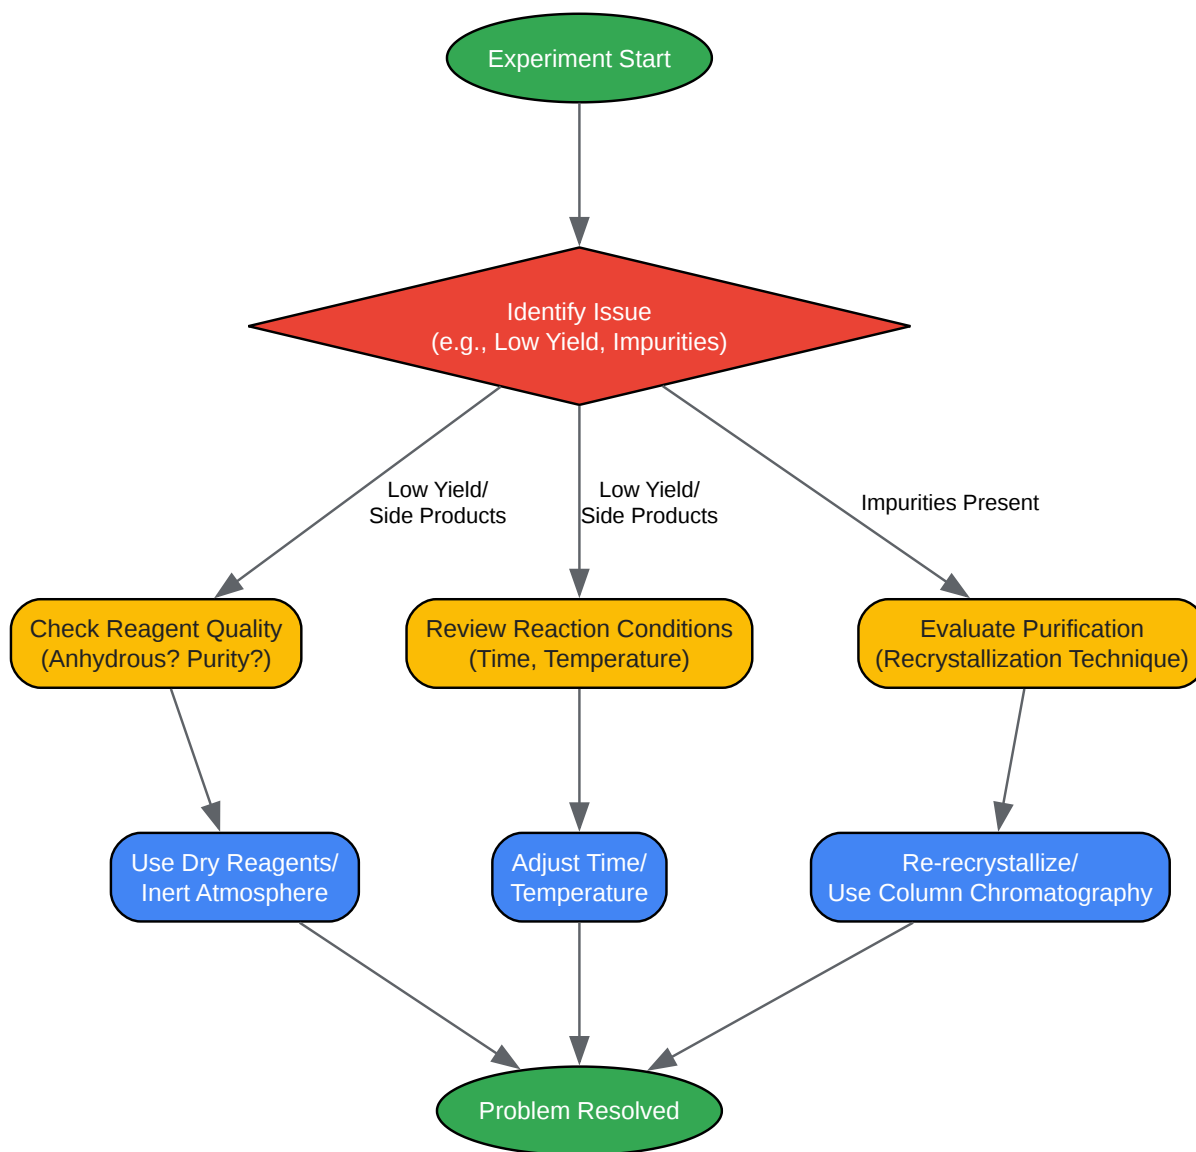 Experiment Start
Identify Issue
(e.g., Low Yield, Impurities)
Low Yield/
Side Products
Low Yield/
Side Products
Impurities Present
Check Reagent Quality
(Anhydrous? Purity?)
Review Reaction Conditions
(Time, Temperature)
Evaluate Purification
(Recrystallization Technique)
Use Dry Reagents/
Inert Atmosphere
Adjust Time/
Temperature
Re-recrystallize/
Use Column Chromatography
Problem Resolved